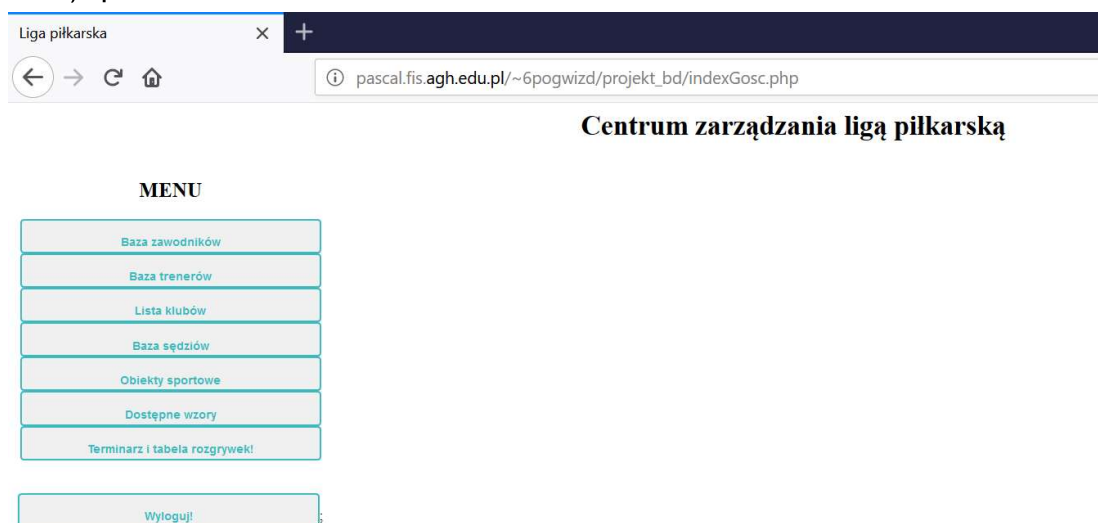 Liga piłkarska
pascal.fis.agh.edu.pl/~6pogwizd/projekt_bd/indexGosc.php
Centrum zarządzania ligą piłkarską
MENU
Baza zawodników
Baza trenerów
Lista klubów
Baza sędziów
Obiekty sportowe
Dostępne wzory
Terminarz i tabela rozgrywek!
Wyloguj! ;